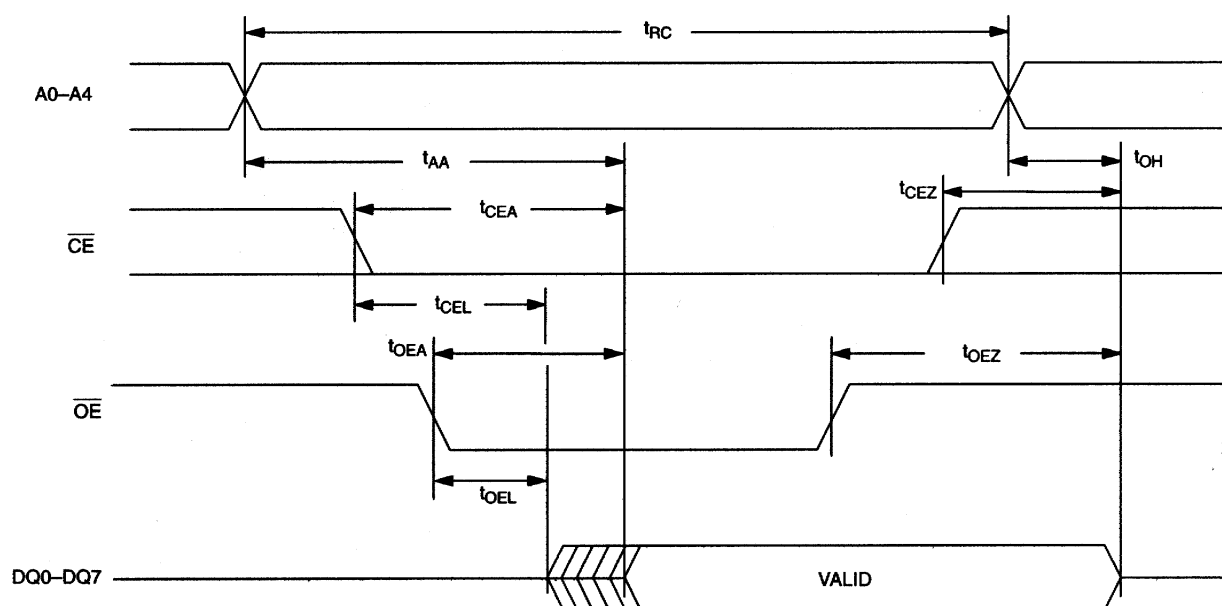 tRC
A0–A4
tAA
tOH
tCEZ
tCEA
CE
tCEL
tOEA
tOEZ
OE
tOEL
DQ0–DQ7
VALID